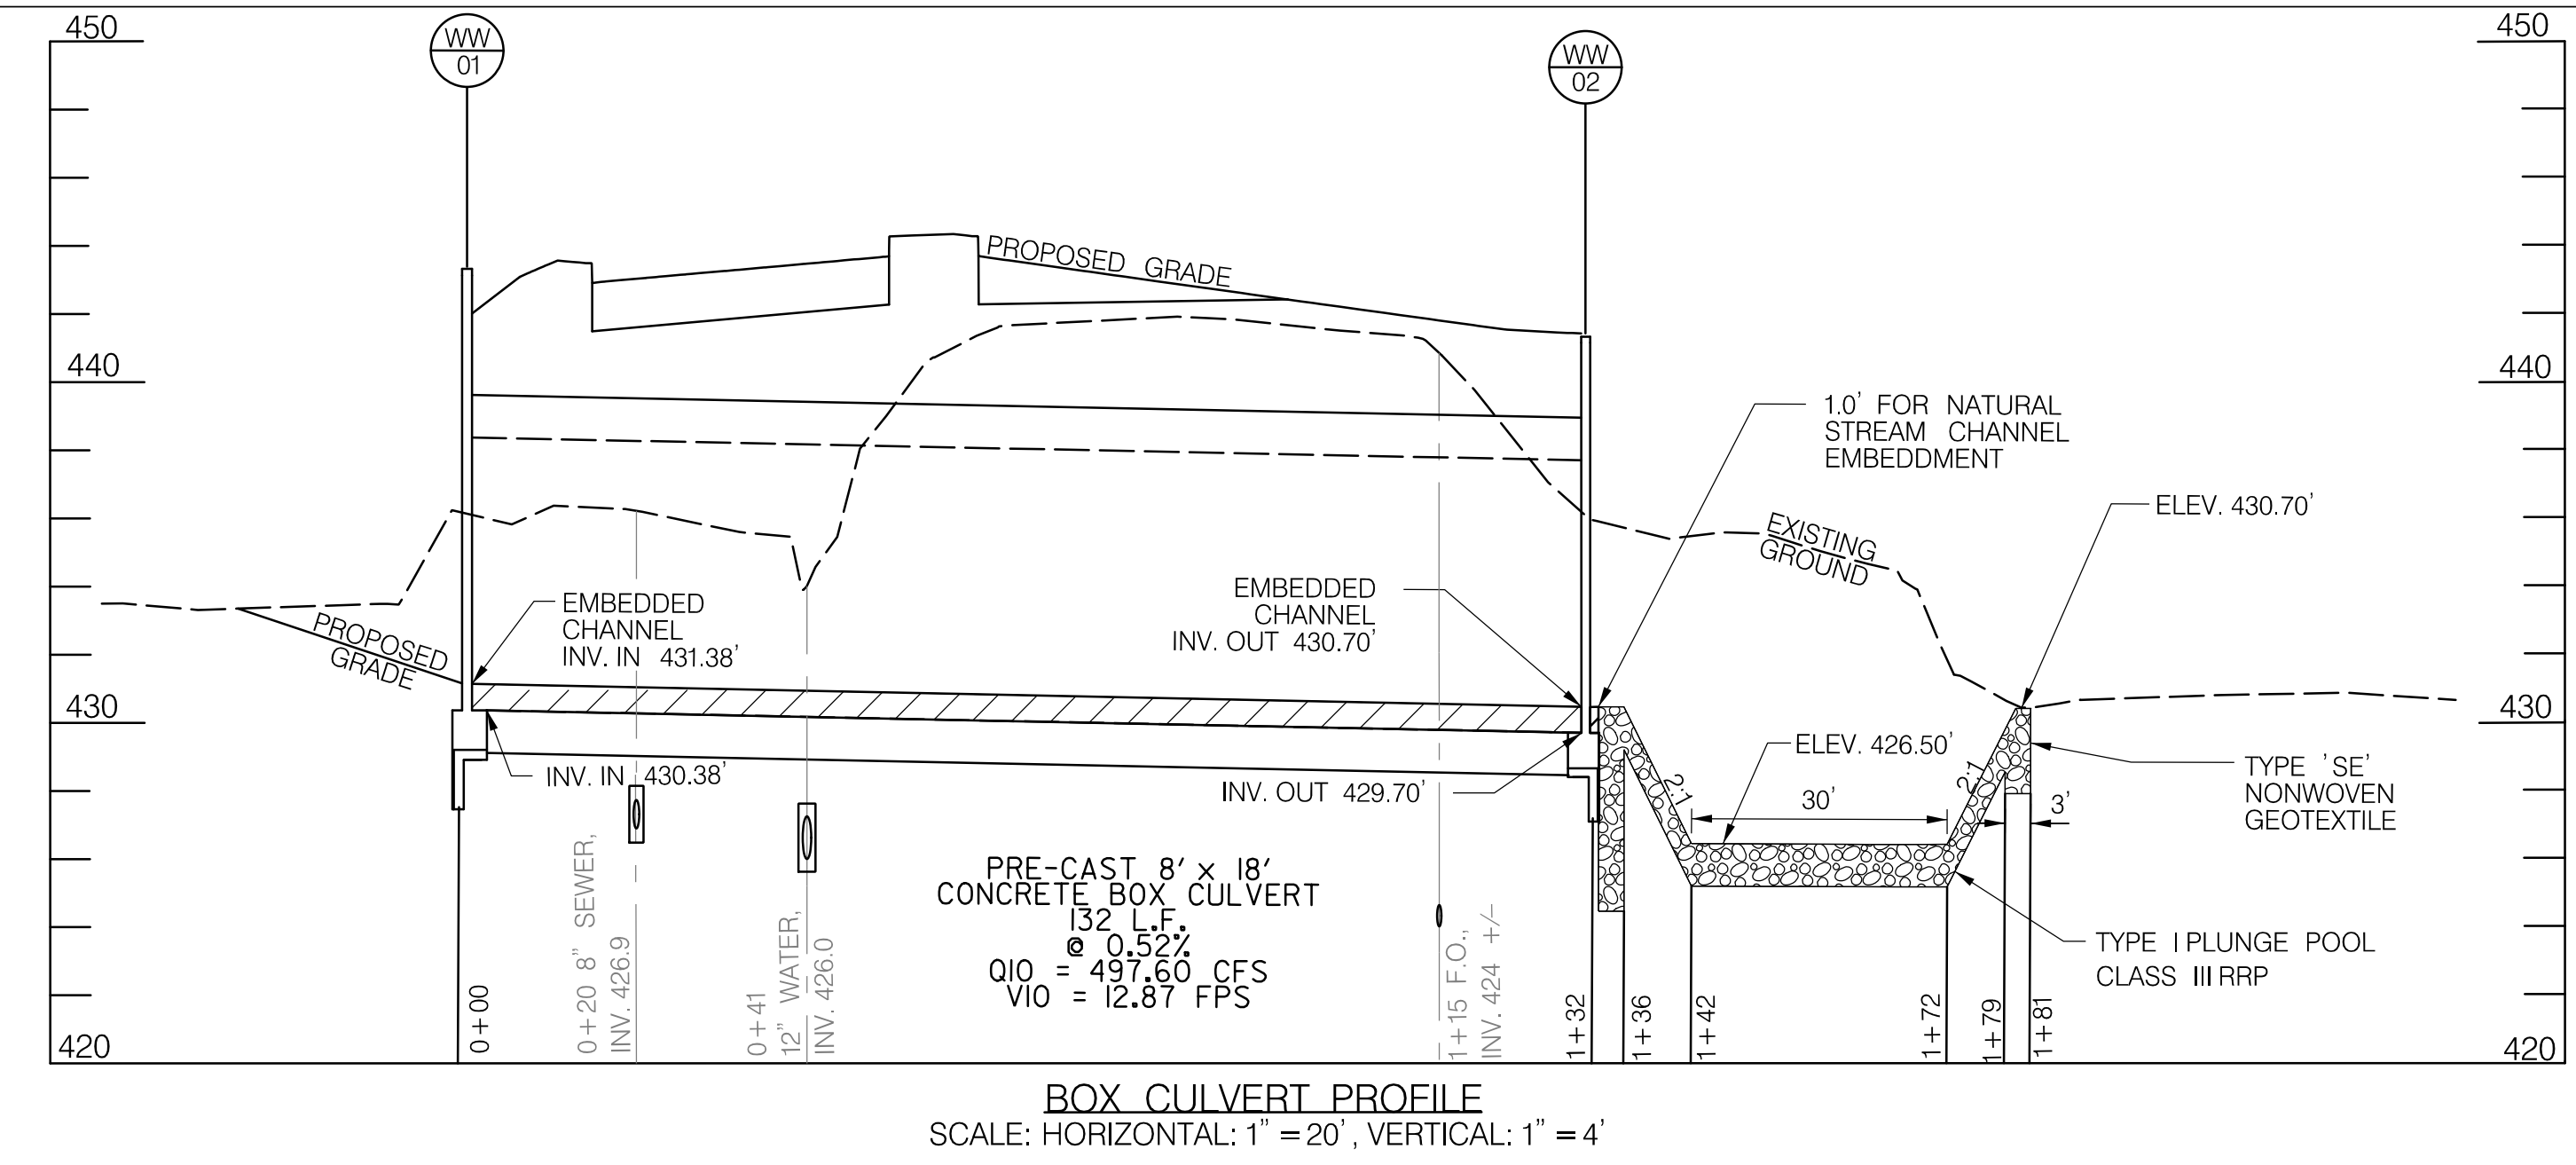 450
WW
01
WW
02
450
PROPOSED GRADE
440
440
1.0' FOR NATURAL
STREAM CHANNEL
EMBEDDMENT
ELEV. 430.70'
EXISTING
GROUND
EMBEDDED
CHANNEL
INV. IN 431.38'
EMBEDDED
CHANNEL
INV. OUT 430.70'
PROPOSED
GRADE
430
430
INV. IN 430.38'
INV. OUT 429.70'
ELEV. 426.50'
2:1
30'
2:1
3'
TYPE 'SE'
NONWOVEN
GEOTEXTILE
PRE-CAST 8' x 18'
CONCRETE BOX CULVERT
132 L.F.
@ 0.52%
Q10 = 497.60 CFS
V10 = 12.87 FPS
TYPE I PLUNGE POOL
CLASS III RRP
0+00
0+20 8" SEWER,
INV. 426.9
0+41
12" WATER,
INV. 426.0
1+15 F.O.,
INV. 424 +/-
1+32
1+36
1+42
1+72
1+79
1+81
420
420
BOX CULVERT PROFILE
SCALE: HORIZONTAL: 1" = 20', VERTICAL: 1" = 4'